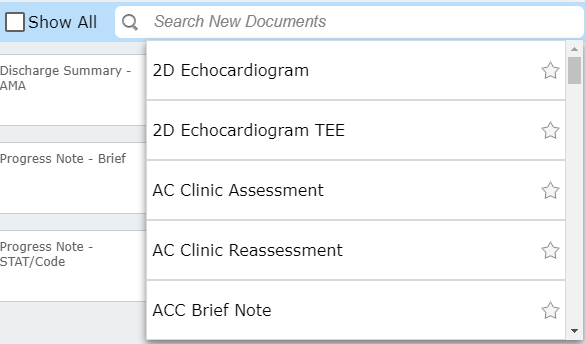 Show All
Search New Documents
Discharge Summary -
AMA
Progress Note - Brief
Progress Note -
STAT/Code
2D Echocardiogram
2D Echocardiogram TEE
AC Clinic Assessment
AC Clinic Reassessment
ACC Brief Note